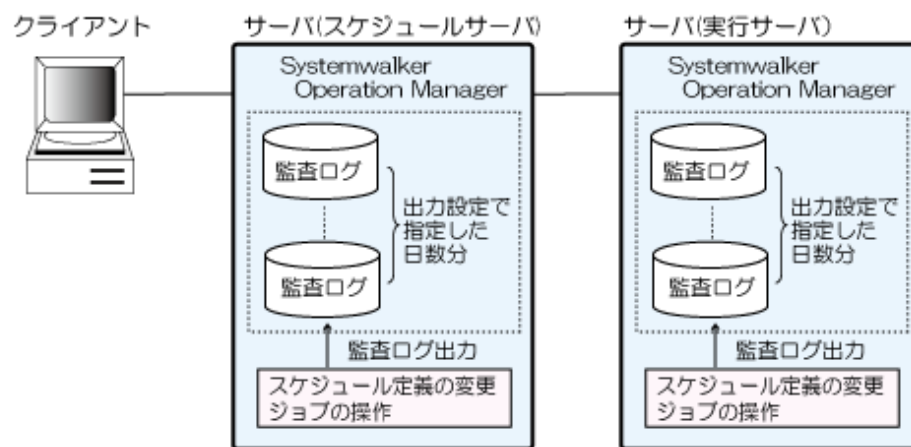 クライアント
サーバ(スケジュールサーバ)
Systemwalker
Operation Manager
監査ログ
監査ログ
出力設定で
指定した
日数分
監査ログ出力
スケジュール定義の変更
ジョブの操作
サーバ(実行サーバ)
Systemwalker
Operation Manager
監査ログ
監査ログ
出力設定で
指定した
日数分
監査ログ出力
スケジュール定義の変更
ジョブの操作